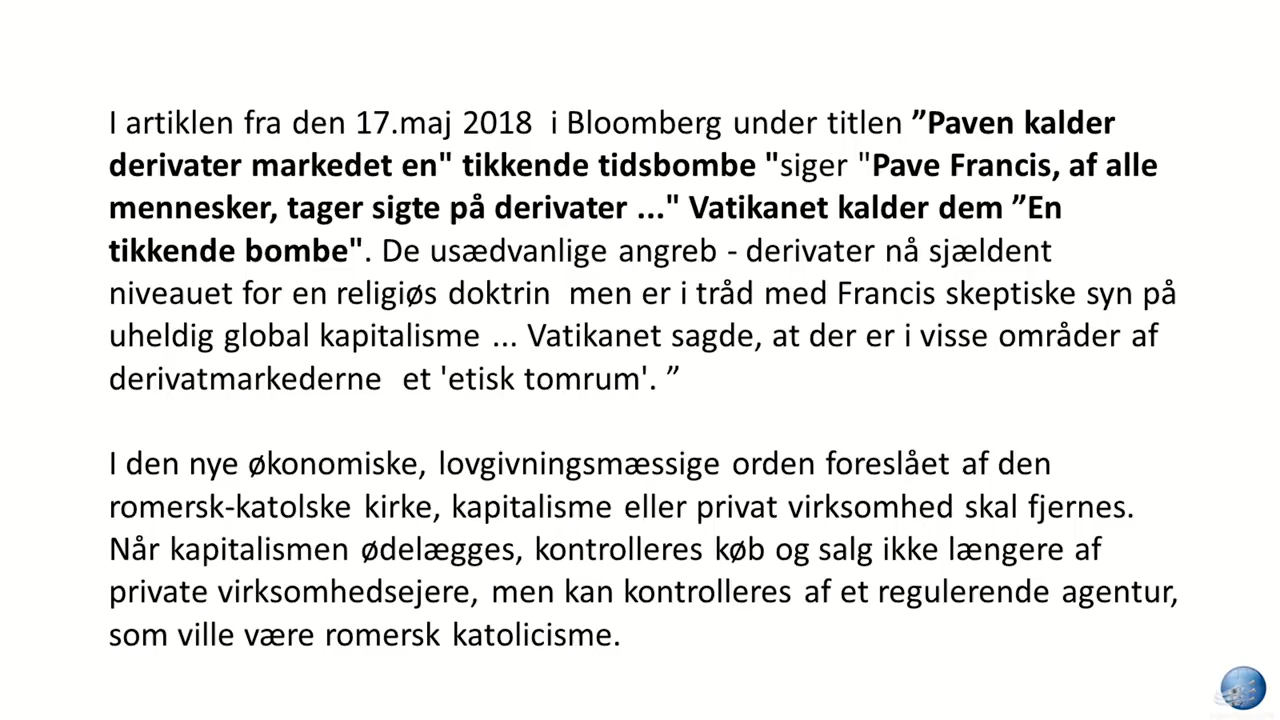 I artiklen fra den 17.maj 2018  i Bloomberg under titlen ”Paven kalder
derivater markedet en" tikkende tidsbombe "siger "Pave Francis, af alle
mennesker, tager sigte på derivater ..." Vatikanet kalder dem ”En
tikkende bombe". De usædvanlige angreb - derivater nå sjældent
niveauet for en religiøs doktrin  men er i tråd med Francis skeptiske syn på
uheldig global kapitalisme ... Vatikanet sagde, at der er i visse områder af
derivatmarkederne  et 'etisk tomrum'. ”
I den nye økonomiske, lovgivningsmæssige orden foreslået af den
romersk-katolske kirke, kapitalisme eller privat virksomhed skal fjernes.
Når kapitalismen ødelægges, kontrolleres køb og salg ikke længere af
private virksomhedsejere, men kan kontrolleres af et regulerende agentur,
som ville være romersk katolicisme.